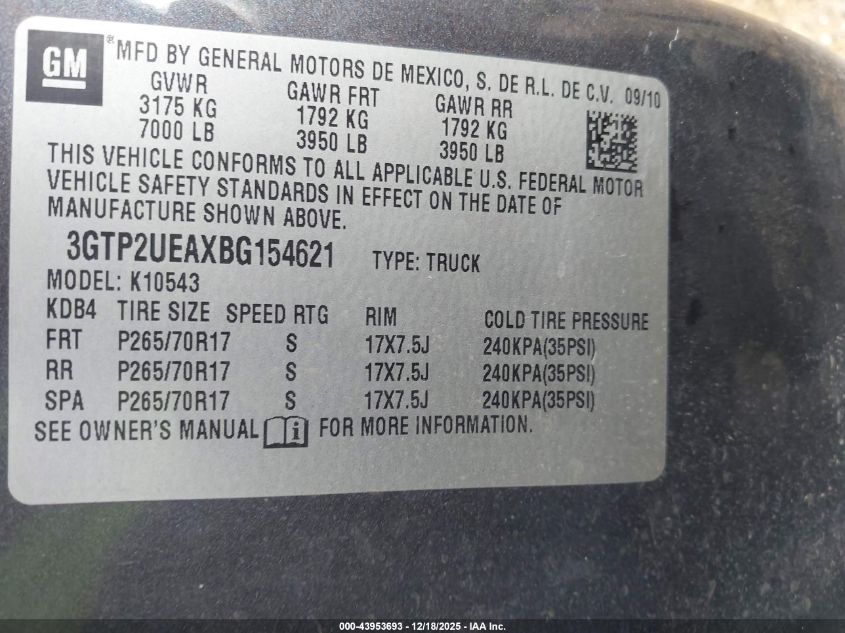 GM ®MFD BY GENERAL MOTORS DE MEXICO, S. DE R.L. DE C.V. 09/10
GVWR GAWR FRT GAWR RR
3175 KG 1792 KG 1792 KG
7000 LB 3950 LB 3950 LB
THIS VEHICLE CONFORMS TO ALL APPLICABLE U.S. FEDERAL MOTOR
VEHICLE SAFETY STANDARDS IN EFFECT ON THE DATE OF
MANUFACTURE SHOWN ABOVE.
3GTP2UEAXBG154621 TYPE: TRUCK
MODEL: K10543
KDB4 TIRE SIZE SPEED RTG RIM COLD TIRE PRESSURE
FRT P265/70R17 S 17X7.5J 240KPA(35PSI)
RR P265/70R17 S 17X7.5J 240KPA(35PSI)
SPA P265/70R17 S 17X7.5J 240KPA(35PSI)
SEE OWNER'S MANUAL i FOR MORE INFORMATION.
000-43953693 - 12/18/2025 - IAA Inc.